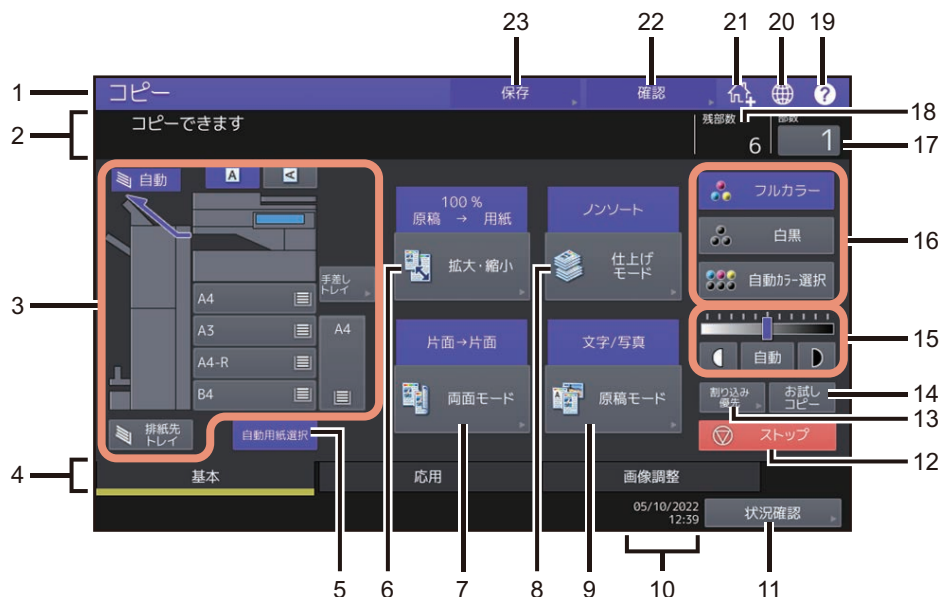 23
22
21
20
19
1
コピー
保存
確認
?
2
コピーできます
残部数
部数
18
6
1
17
自動
A
A
100 %
原稿 → 用紙
ノンソート
フルカラー
白黒
16
自動カラー選択
拡大・縮小
仕上げ
モード
3
手差し
トレイ
A4
A3
A4-R
B4
A4
片面→片面
文字/写真
自動
15
両面モード
原稿モード
割り込み
優先
お試し
コピー
14
13
排紙先
トレイ
自動用紙選択
ストップ
12
4
基本
応用
画像調整
05/10/2022
12:39
状況確認
5
6
7
8
9
10
11